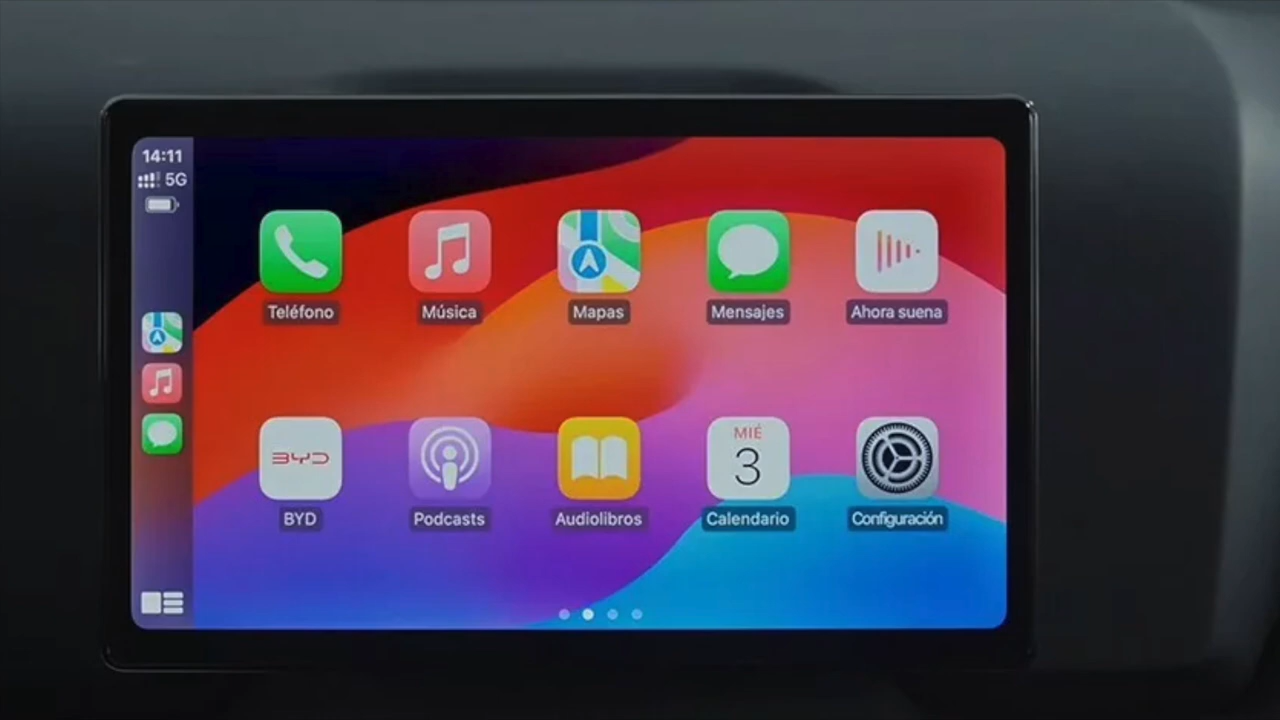 14:11
5G
Teléfono
Música
Mapas
Mensajes
Ahora suena
BYD
MIÉ
3
BYD
Podcasts
Audiolibros
Calendario
Configuración